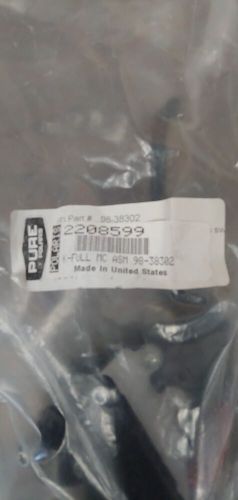 Part # 98-38302
2208599
K-FULL MC ASM 98-38302
Made In United States
PURE
POLARIS